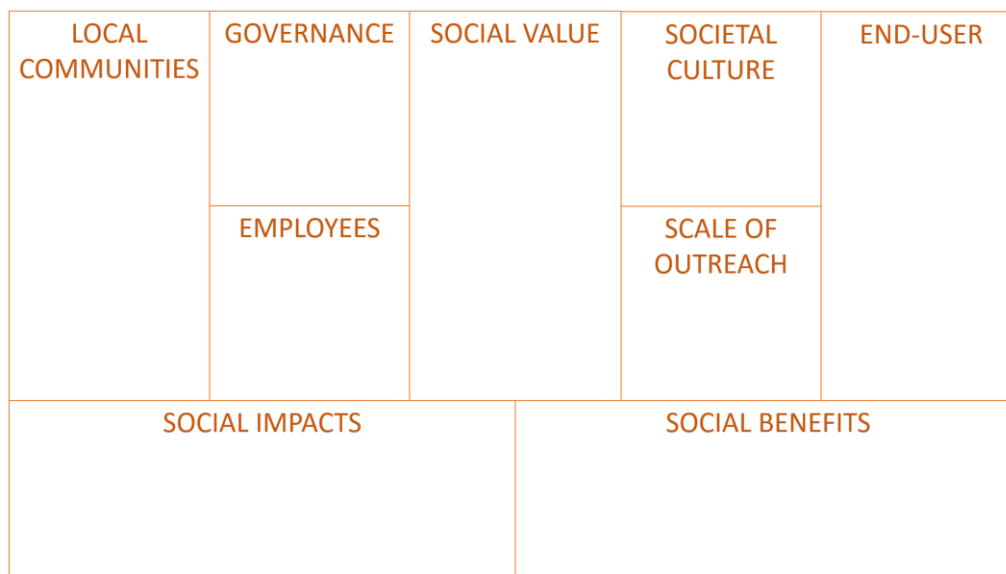 LOCAL
COMMUNITIES
GOVERNANCE
EMPLOYEES
SOCIAL VALUE
SOCIETAL
CULTURE
SCALE OF
OUTREACH
END-USER
SOCIAL IMPACTS
SOCIAL BENEFITS